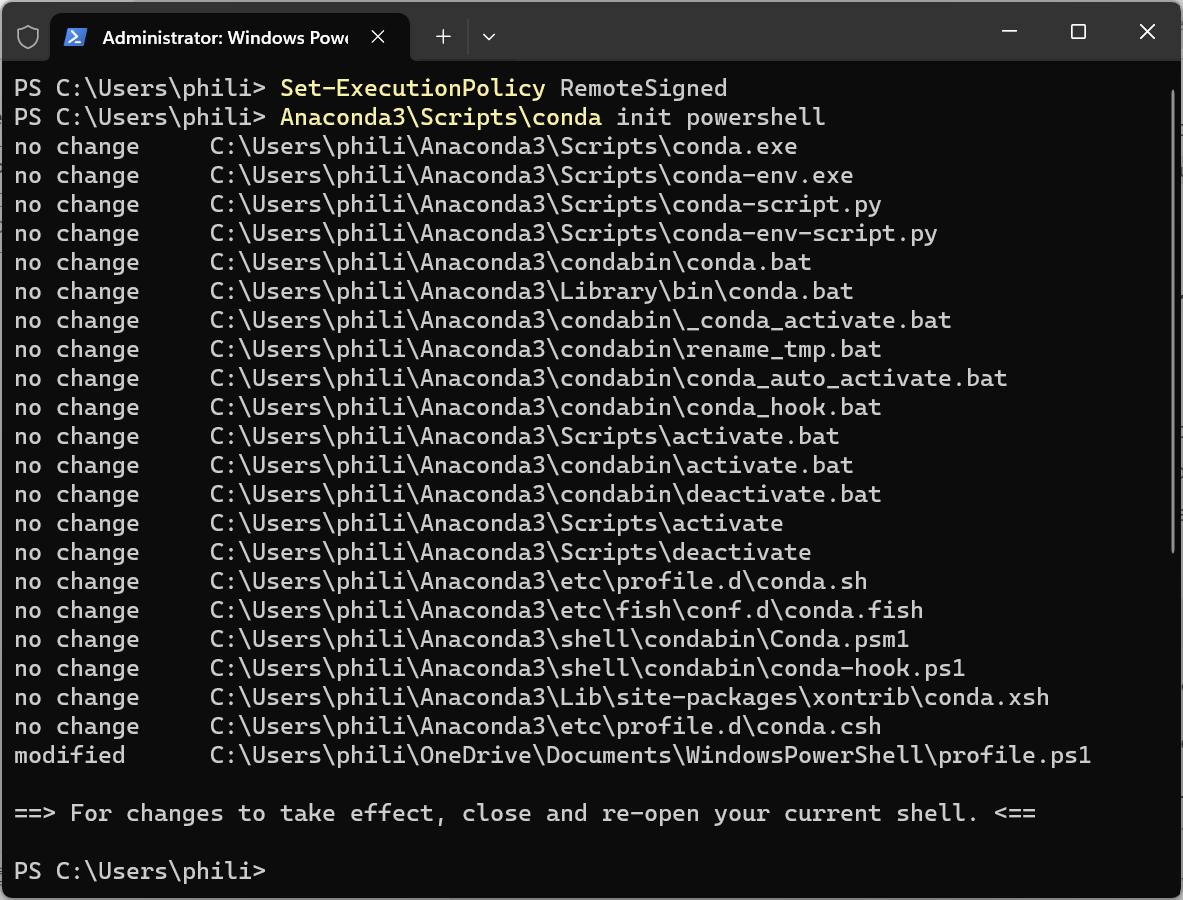 Administrator: Windows Powe
PS C:\Users\phili> Set-ExecutionPolicy RemoteSigned
PS C:\Users\phili> Anaconda3\Scripts\conda init powershell
no change     C:\Users\phili\Anaconda3\Scripts\conda.exe
no change     C:\Users\phili\Anaconda3\Scripts\conda-env.exe
no change     C:\Users\phili\Anaconda3\Scripts\conda-script.py
no change     C:\Users\phili\Anaconda3\Scripts\conda-env-script.py
no change     C:\Users\phili\Anaconda3\condabin\conda.bat
no change     C:\Users\phili\Anaconda3\Library\bin\conda.bat
no change     C:\Users\phili\Anaconda3\condabin\_conda_activate.bat
no change     C:\Users\phili\Anaconda3\condabin\rename_tmp.bat
no change     C:\Users\phili\Anaconda3\condabin\conda_auto_activate.bat
no change     C:\Users\phili\Anaconda3\condabin\conda_hook.bat
no change     C:\Users\phili\Anaconda3\Scripts\activate.bat
no change     C:\Users\phili\Anaconda3\condabin\activate.bat
no change     C:\Users\phili\Anaconda3\condabin\deactivate.bat
no change     C:\Users\phili\Anaconda3\Scripts\activate
no change     C:\Users\phili\Anaconda3\Scripts\deactivate
no change     C:\Users\phili\Anaconda3\etc\profile.d\conda.sh
no change     C:\Users\phili\Anaconda3\etc\fish\conf.d\conda.fish
no change     C:\Users\phili\Anaconda3\shell\condabin\Conda.psm1
no change     C:\Users\phili\Anaconda3\shell\condabin\conda-hook.ps1
no change     C:\Users\phili\Anaconda3\Lib\site-packages\xontrib\conda.xsh
no change     C:\Users\phili\Anaconda3\etc\profile.d\conda.csh
modified      C:\Users\phili\OneDrive\Documents\WindowsPowerShell\profile.ps1
==> For changes to take effect, close and re-open your current shell. <==
PS C:\Users\phili>